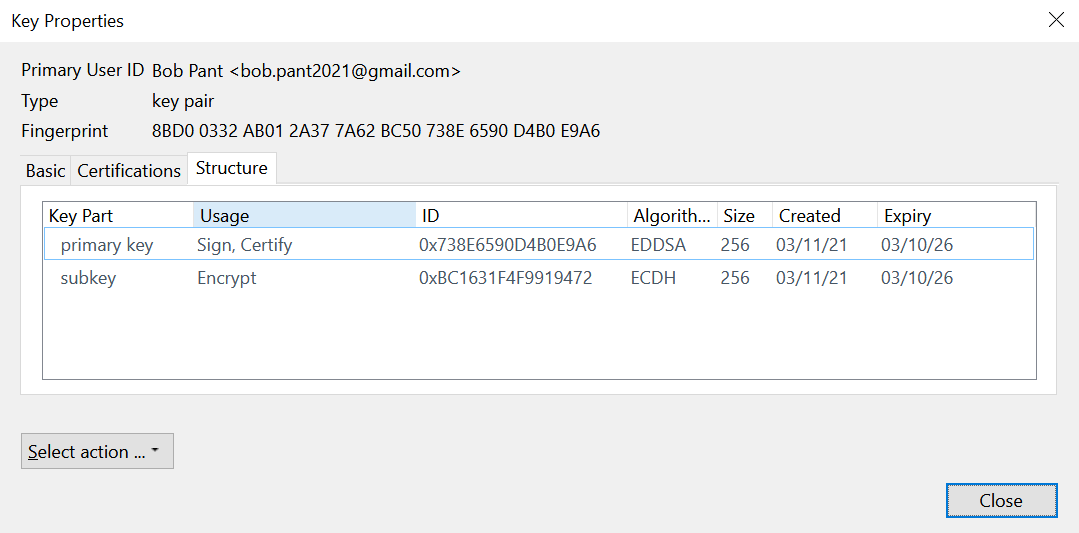 Key Properties
Primary User ID Bob Pant <bob.pant2021@gmail.com>
Type key pair
Fingerprint 8BD0 0332 AB01 2A37 7A62 BC50 738E 6590 D4B0 E9A6
Basic Certifications Structure
Key Part Usage ID Algorith... Size Created Expiry
primary key Sign, Certify 0x738E6590D4B0E9A6 EDDSA 256 03/11/21 03/10/26
subkey Encrypt 0xBC1631F4F9919472 ECDH 256 03/11/21 03/10/26
Select action ...
Close